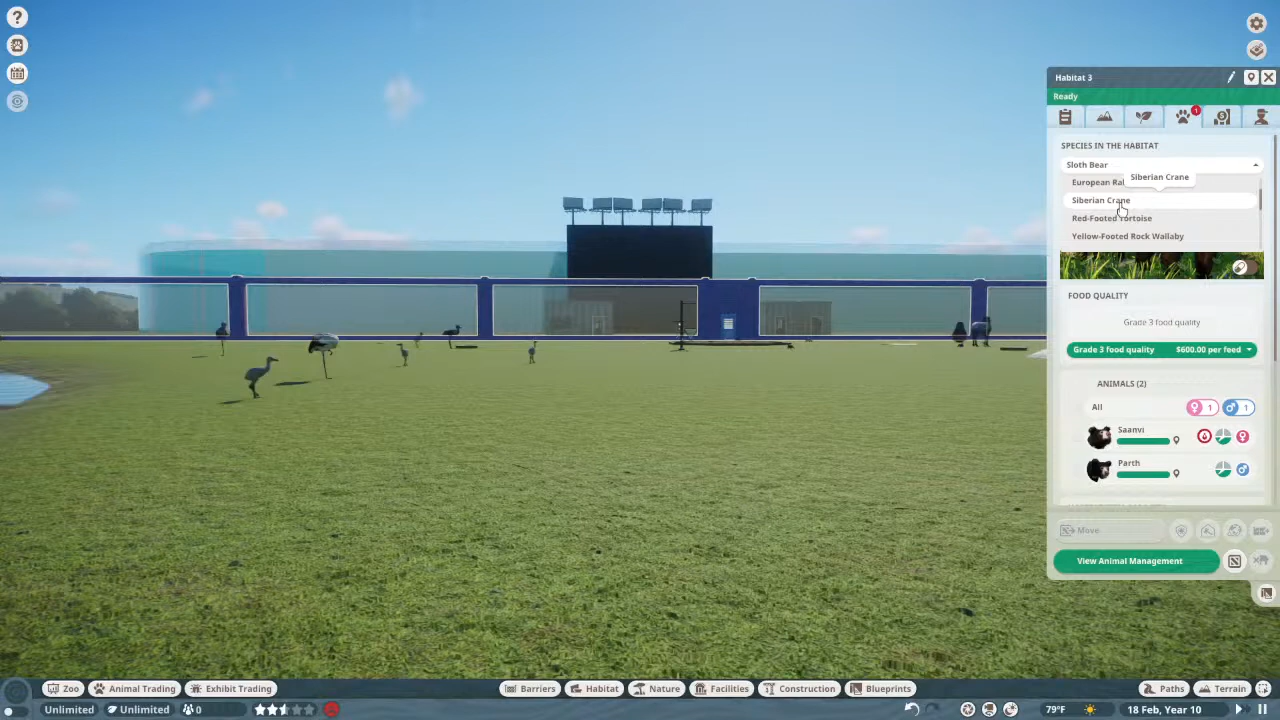 ?
Habitat 3
Ready
1
SPECIES IN THE HABITAT
Sloth Bear
Siberian Crane
European
Siberian Crane
Red-Footed Tortoise
Yellow-Footed Rock Wallaby
FOOD QUALITY
Grade 3 food quality
Grade 3 food quality $600.00 per feed
ANIMALS (2)
All 1 1
Saanvi
Parth
Move
View Animal Management
Zoo Animal Trading Exhibit Trading Barriers Habitat Nature Facilities Construction Blueprints Paths Terrain
Unlimited Unlimited 0 79°F 18 Feb, Year 10